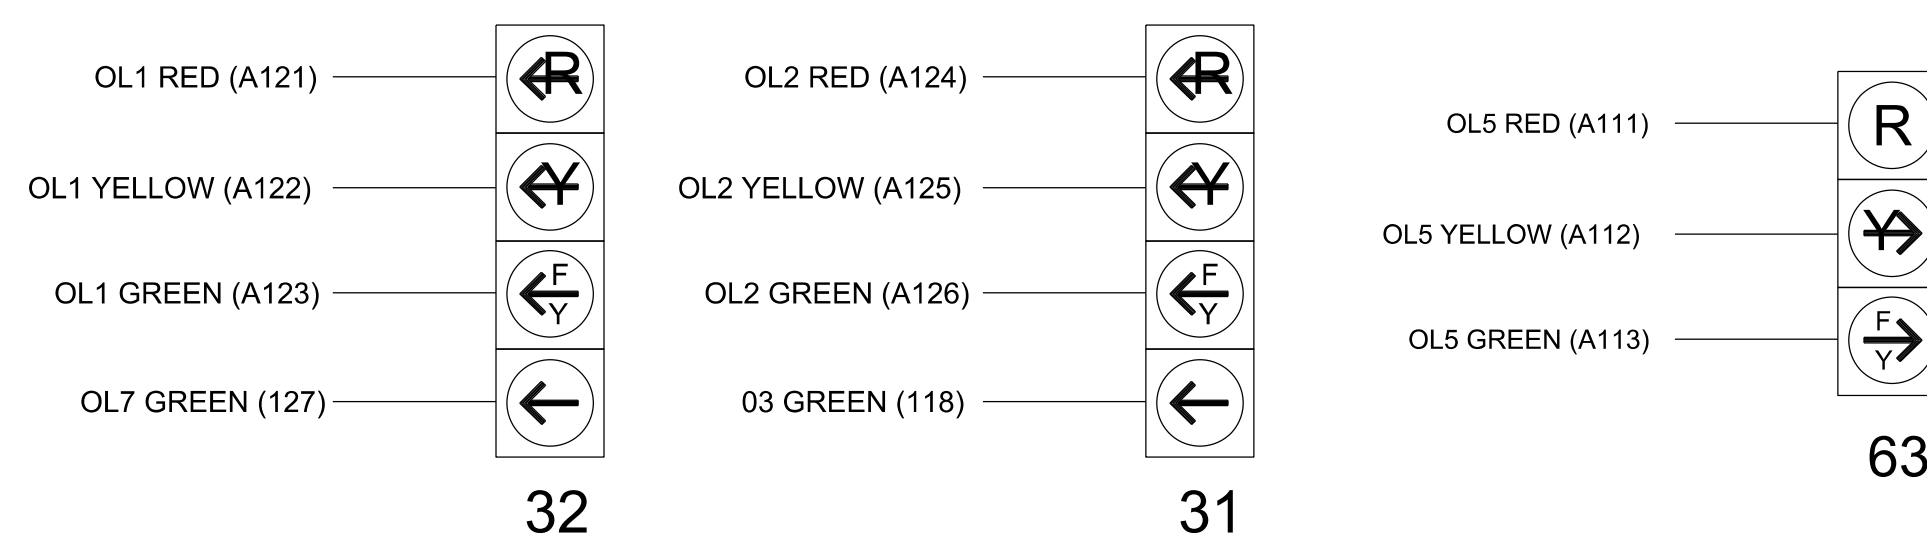 OL1 RED (A121)
R
OL1 YELLOW (A122)
Y
OL1 GREEN (A123)
F
Y
OL7 GREEN (127)
32
OL2 RED (A124)
R
OL2 YELLOW (A125)
Y
OL2 GREEN (A126)
F
Y
03 GREEN (118)
31
OL5 RED (A111)
R
OL5 YELLOW (A112)
Y
OL5 GREEN (A113)
F
Y
63